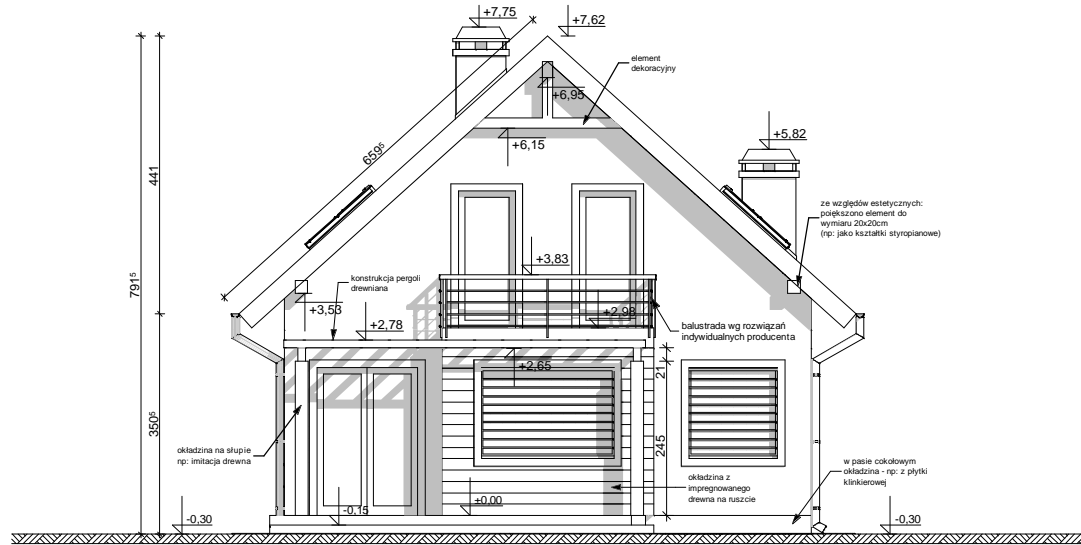 +7,75
+7,62
element
dekoracyjny
+6,95
+6,15
659⁵
441
791⁵
350⁵
+5,82
ze względów estetycznych:
poiększono element do
wymiaru 20x20cm
(np: jako kształtki styropianowe)
+3,83
konstrukcja pergoli
drewniana
+3,53
+2,98
+2,78
balustrada wg rozwiązań
indywidualnych producenta
+2,65
21
245
okładzina na słupie
np: imitacja drewna
w pasie cokołowym
okładzina - np: z płytki
klinkierowej
okładzina z
impregnowanego
drewna na ruszcie
+0,00
-0,15
-0,30
-0,30